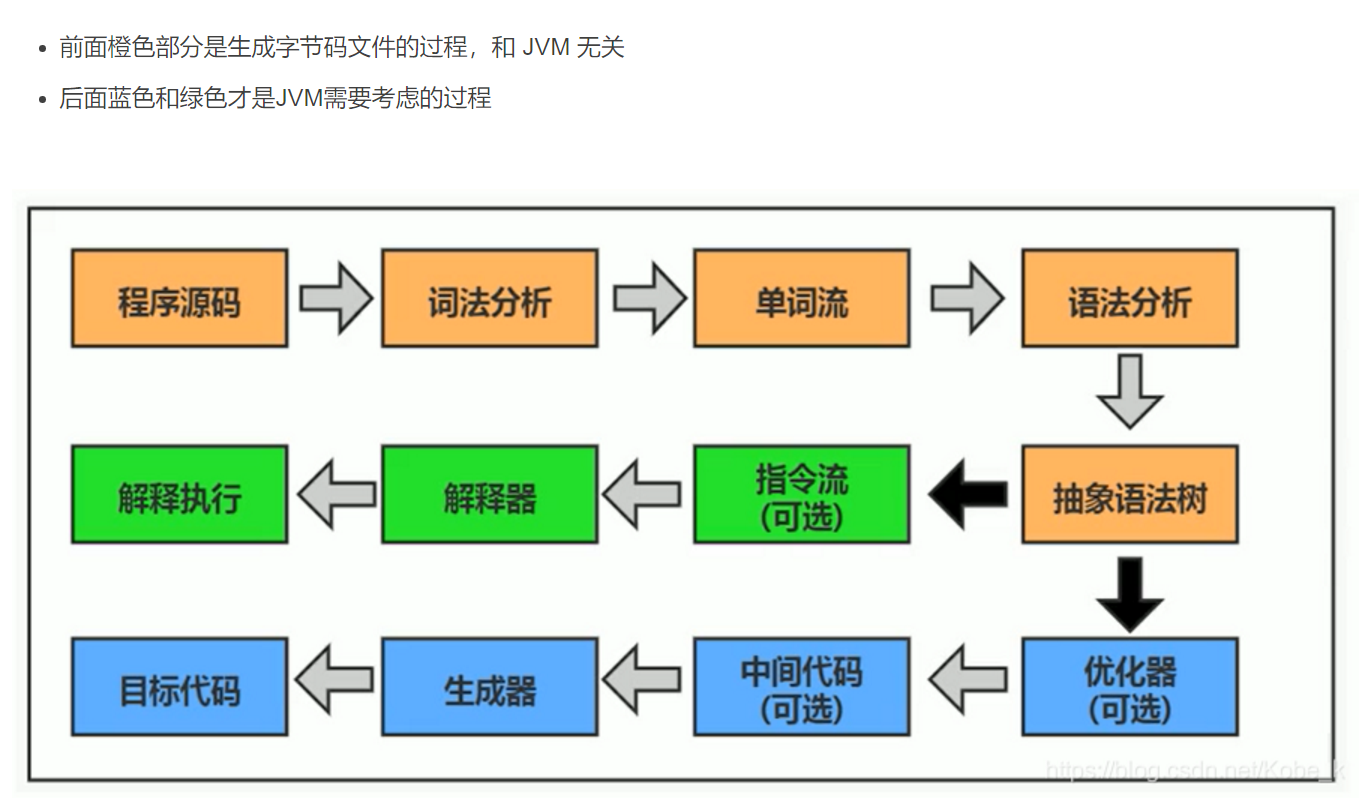 前面橙色部分是生成字节码文件的过程，和 JVM 无关
后面蓝色和绿色才是JVM需要考虑的过程
程序源码
词法分析
单词流
语法分析
解释执行
解释器
指令流
(可选)
抽象语法树
目标代码
生成器
中间代码
(可选)
优化器
(可选)
https://blog.csdn.net/Kobe_k